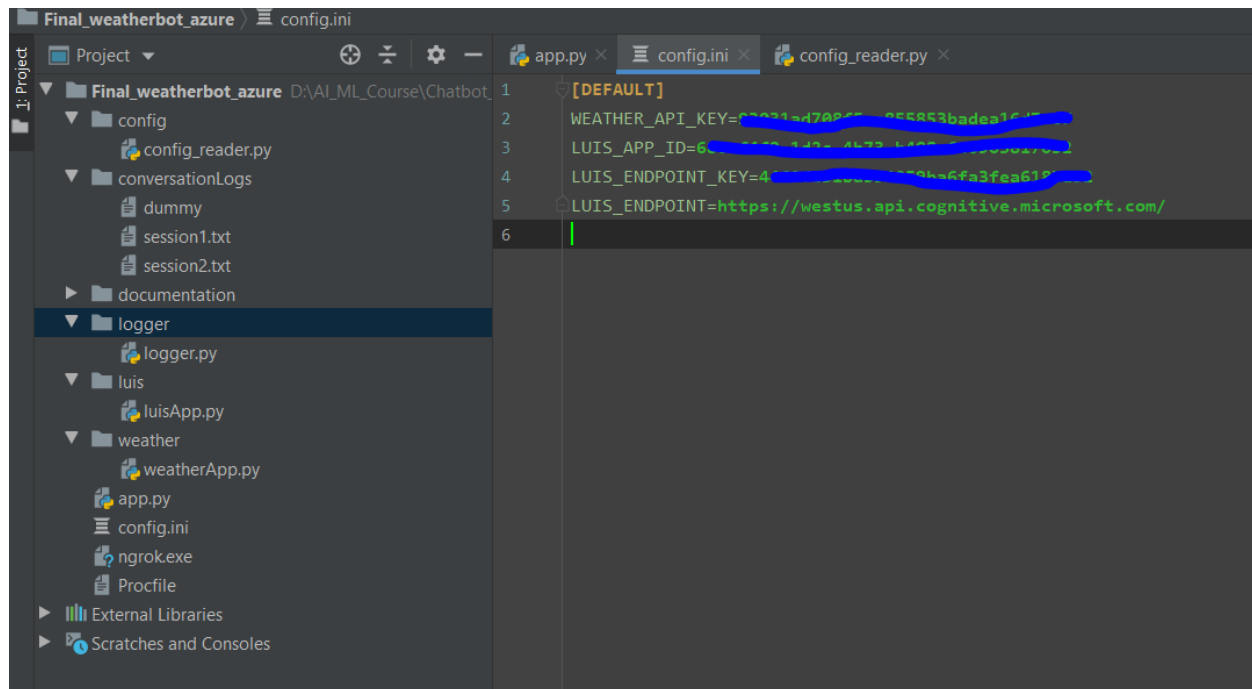 Final_weatherbot_azure config.ini
1: Project
Project
app.py config.ini config_reader.py
Final_weatherbot_azure D:\AI_ML_Course\Chatbot_
config
config_reader.py
conversationLogs
dummy
session1.txt
session2.txt
documentation
logger
logger.py
luis
luisApp.py
weather
weatherApp.py
app.py
config.ini
ngrok.exe
Procfile
External Libraries
Scratches and Consoles
1 [DEFAULT]
2 WEATHER_API_KEY=
3 LUIS_APP_ID=
4 LUIS_ENDPOINT_KEY=
5 LUIS_ENDPOINT=https://westus.api.cognitive.microsoft.com/
6